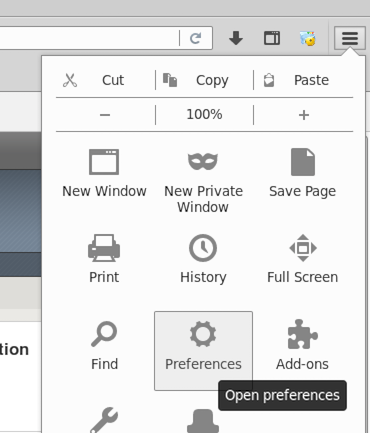 Cut Copy Paste
− 100% +
New Window New Private Window Save Page
Print History Full Screen
tion
Find Preferences Add-ons
Open preferences